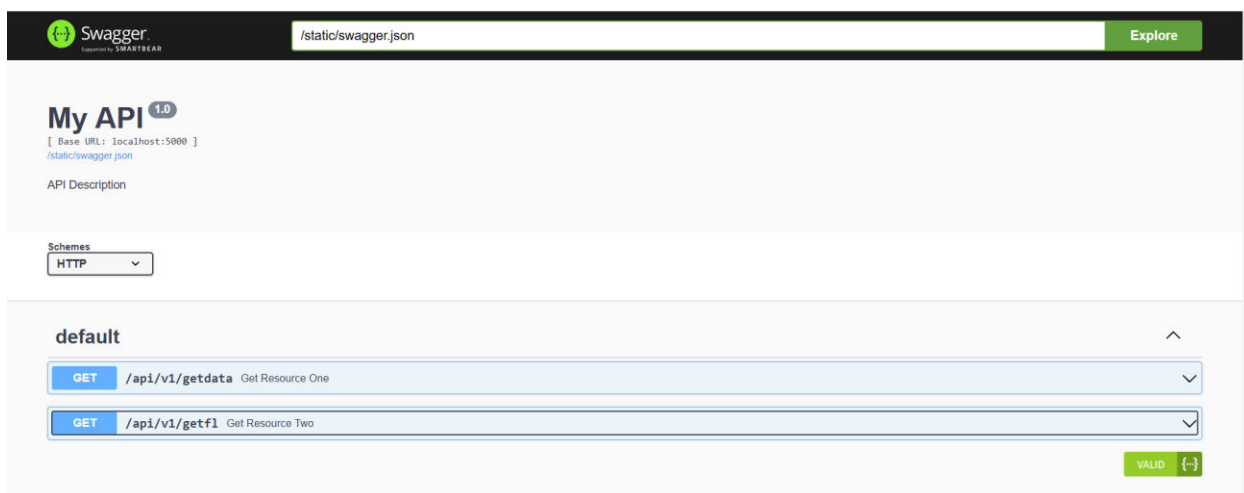 Swagger.
Supported by SMARTBEAR
/static/swagger.json
Explore
My API 1.0
[ Base URL: localhost:5000 ]
/static/swagger.json
API Description
Schemes
HTTP
default
GET /api/v1/getdata Get Resource One
GET /api/v1/getfl Get Resource Two
VALID {--}